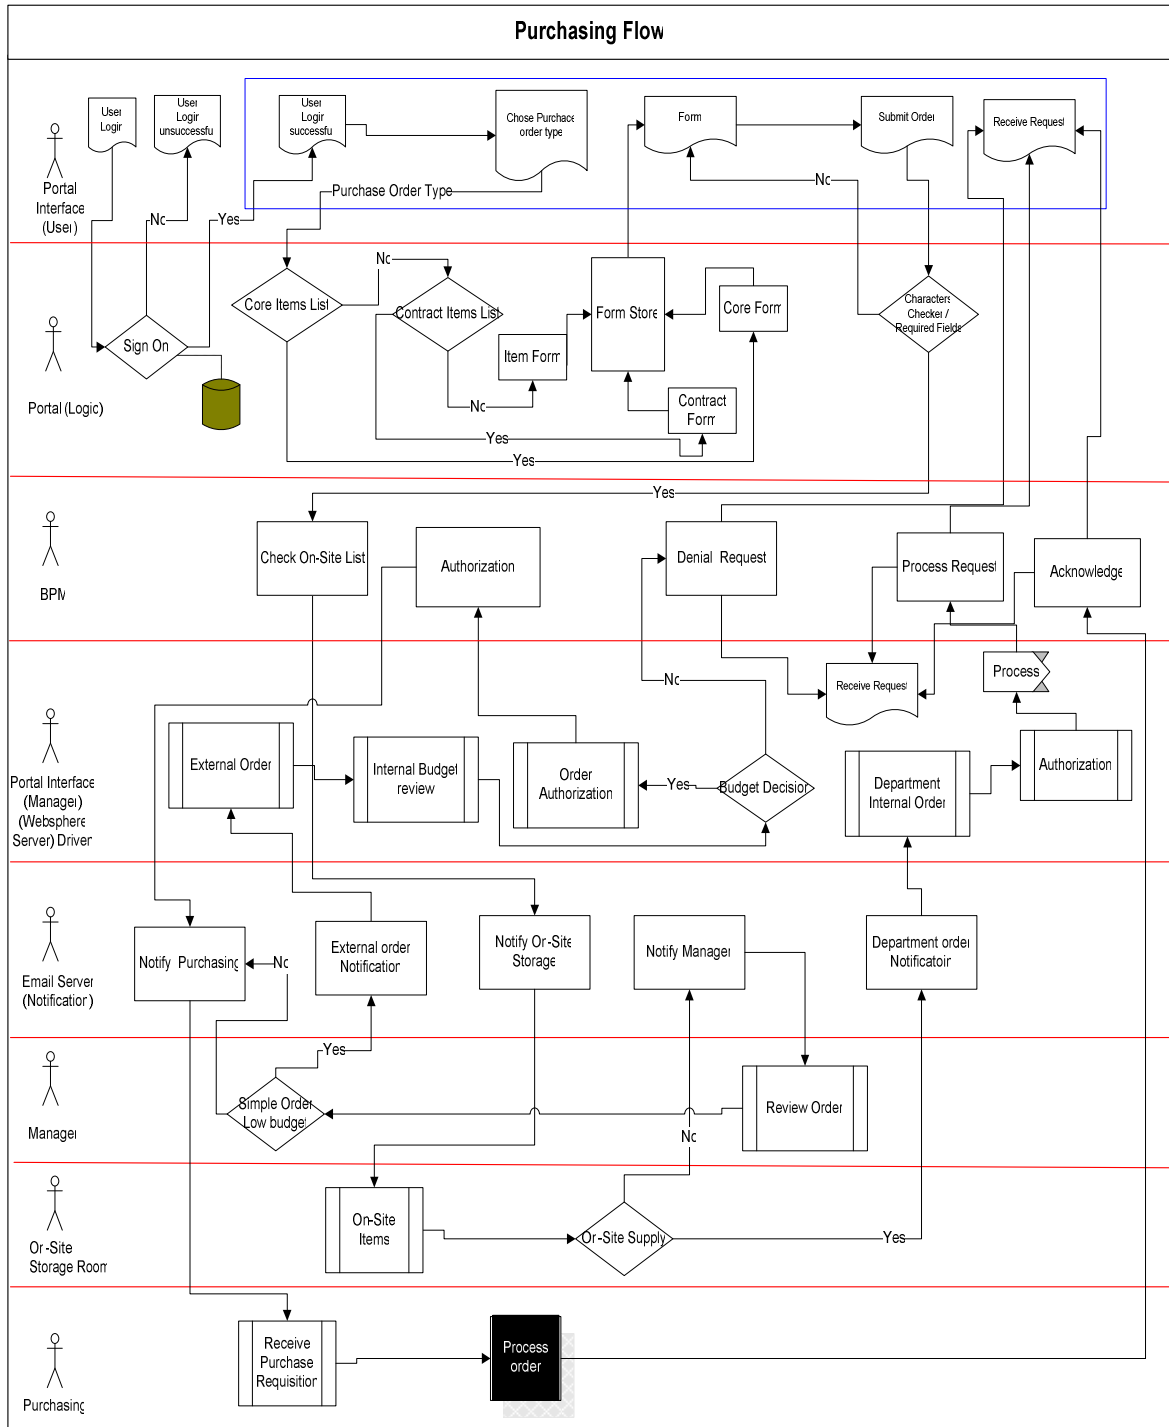 Purchasing Flow
User
Login
User
Login
unsuccessfu
User
Login
successfu
Chose Purchace
order type
Form
Submit Order
Receive Request
Portal
Interface
(User)
No
Yes
Purchase Order Type
No
Core Items List
No
Contract Items List
Form Store
Core Form
Characters
Checker /
Required Fields
Sign On
Item Form
Portal (Logic)
No
Contract
Form
Yes
Yes
Yes
Check On-Site List
Authorization
Denial Request
Process Request
Acknowledge
BPM
No
Receive Request
Process
External Order
Internal Budget
review
Order
Authorization
Yes
Budget Decision
Department
Internal Order
Authorization
Portal Interface
(Manager)
(Websphere
Server) Driven
Notify Purchasing
No
External order
Notification
Notify On-Site
Storage
Notify Manager
Department order
Notificatoin
Email Server
(Notification)
Yes
Simple Order
Low budget
Review Order
Manager
No
On-Site
Items
On-Site Supply
Yes
On-Site
Storage Room
Receive
Purchase
Requisition
Process
order
Purchasing